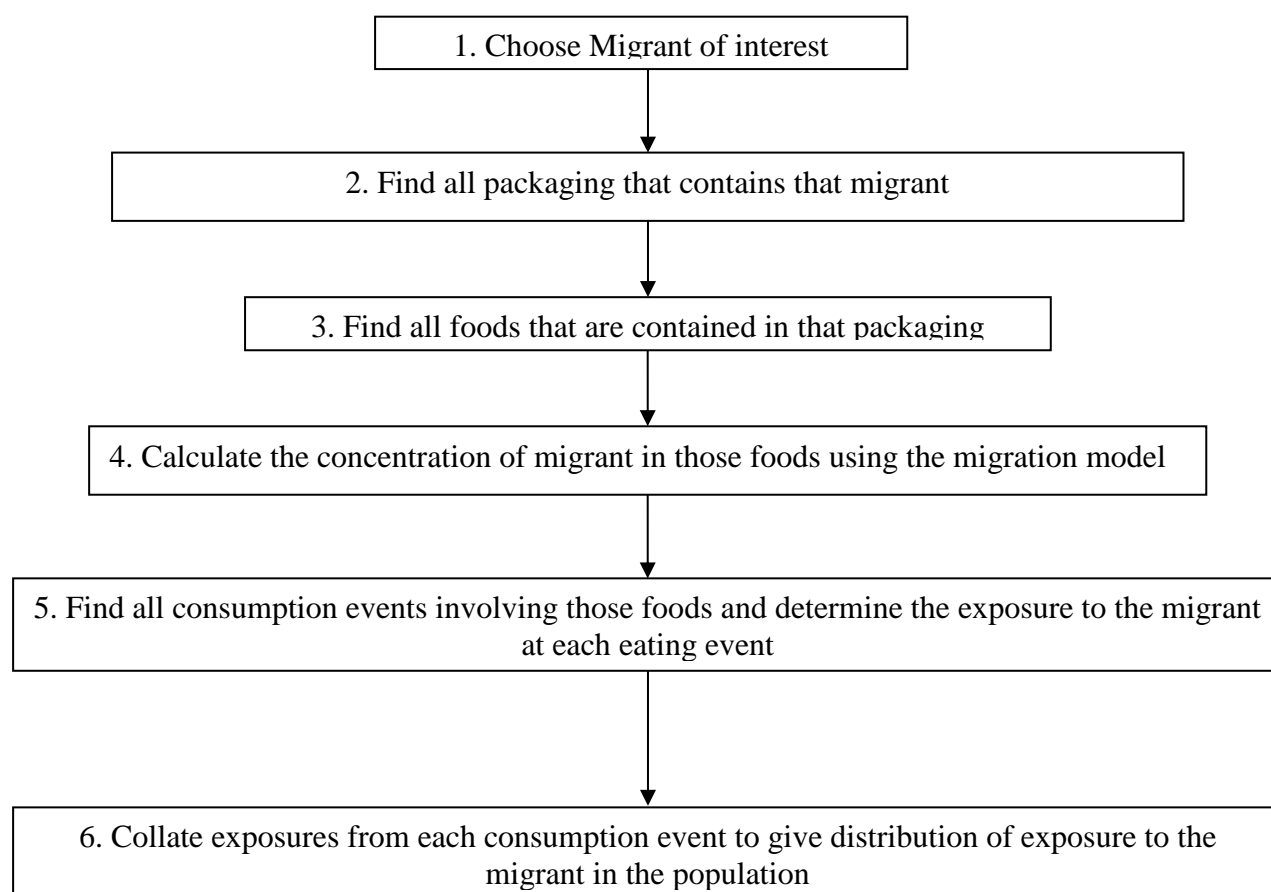 1. Choose Migrant of interest
2. Find all packaging that contains that migrant
3. Find all foods that are contained in that packaging
4. Calculate the concentration of migrant in those foods using the migration model
5. Find all consumption events involving those foods and determine the exposure to the migrant
at each eating event
6. Collate exposures from each consumption event to give distribution of exposure to the
migrant in the population